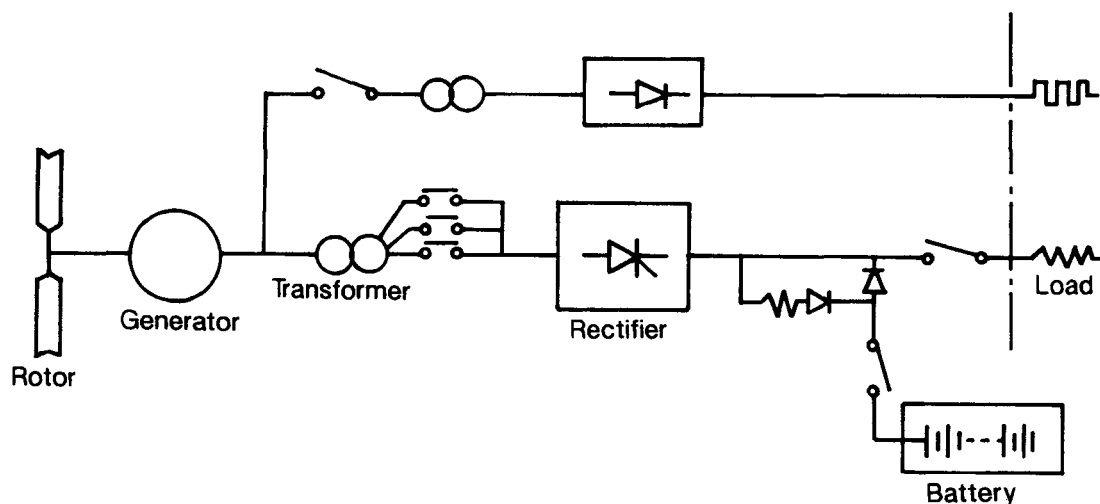 Transformer
Load
Generator
Rectifier
Rotor
Battery